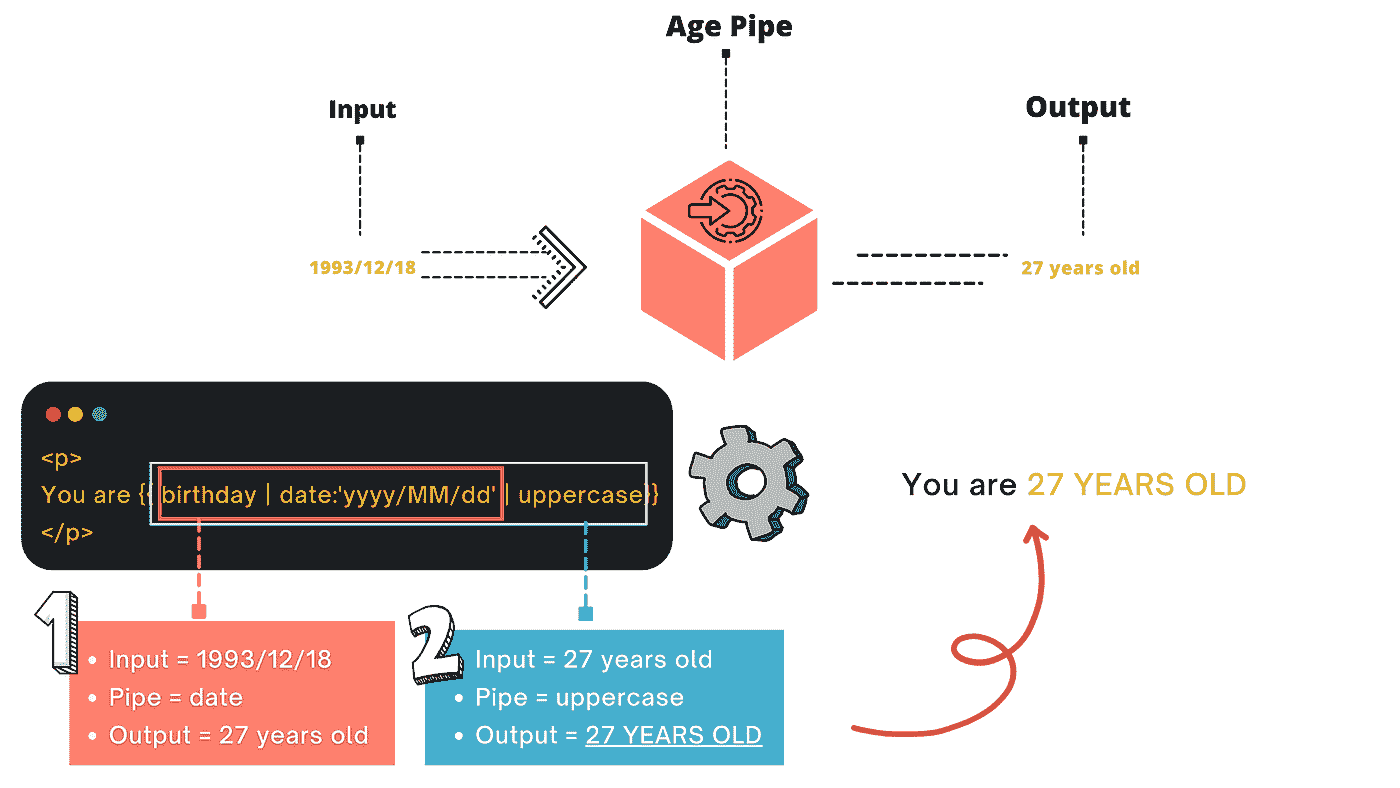 Age Pipe
Input
Output
1993/12/18
27 years old
<p>
You are {{ birthday | date:'yyyy/MM/dd' | uppercase}}
</p>
You are 27 YEARS OLD
1
• Input = 1993/12/18
• Pipe = date
• Output = 27 years old
2
Input = 27 years old
• Pipe = uppercase
• Output = 27 YEARS OLD